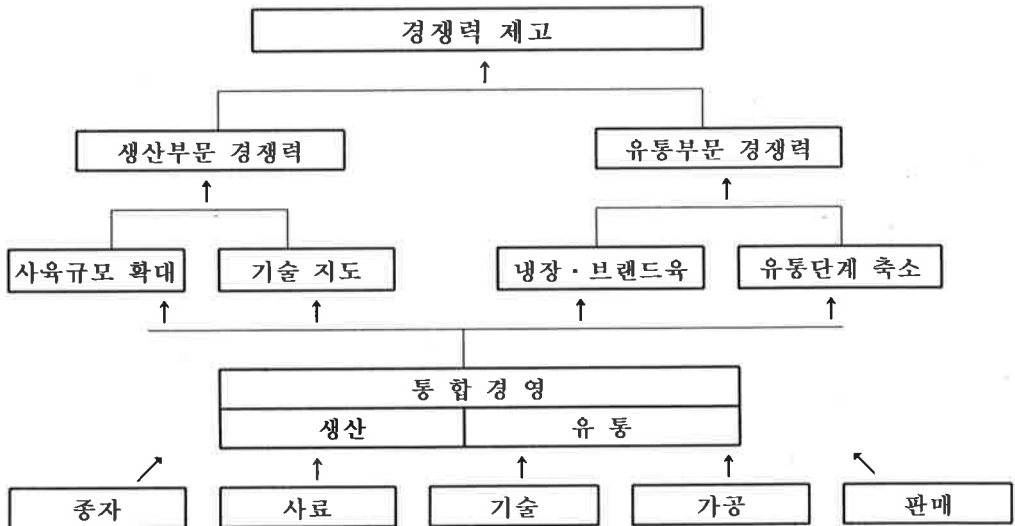 경쟁력 제고
생산부문 경쟁력 유통부문 경쟁력
사육규모 확대 기술 지도 냉장·브랜드육 유통단계 축소
통 합 경 영
생산 유 통
종자 사료 기술 가공 판매